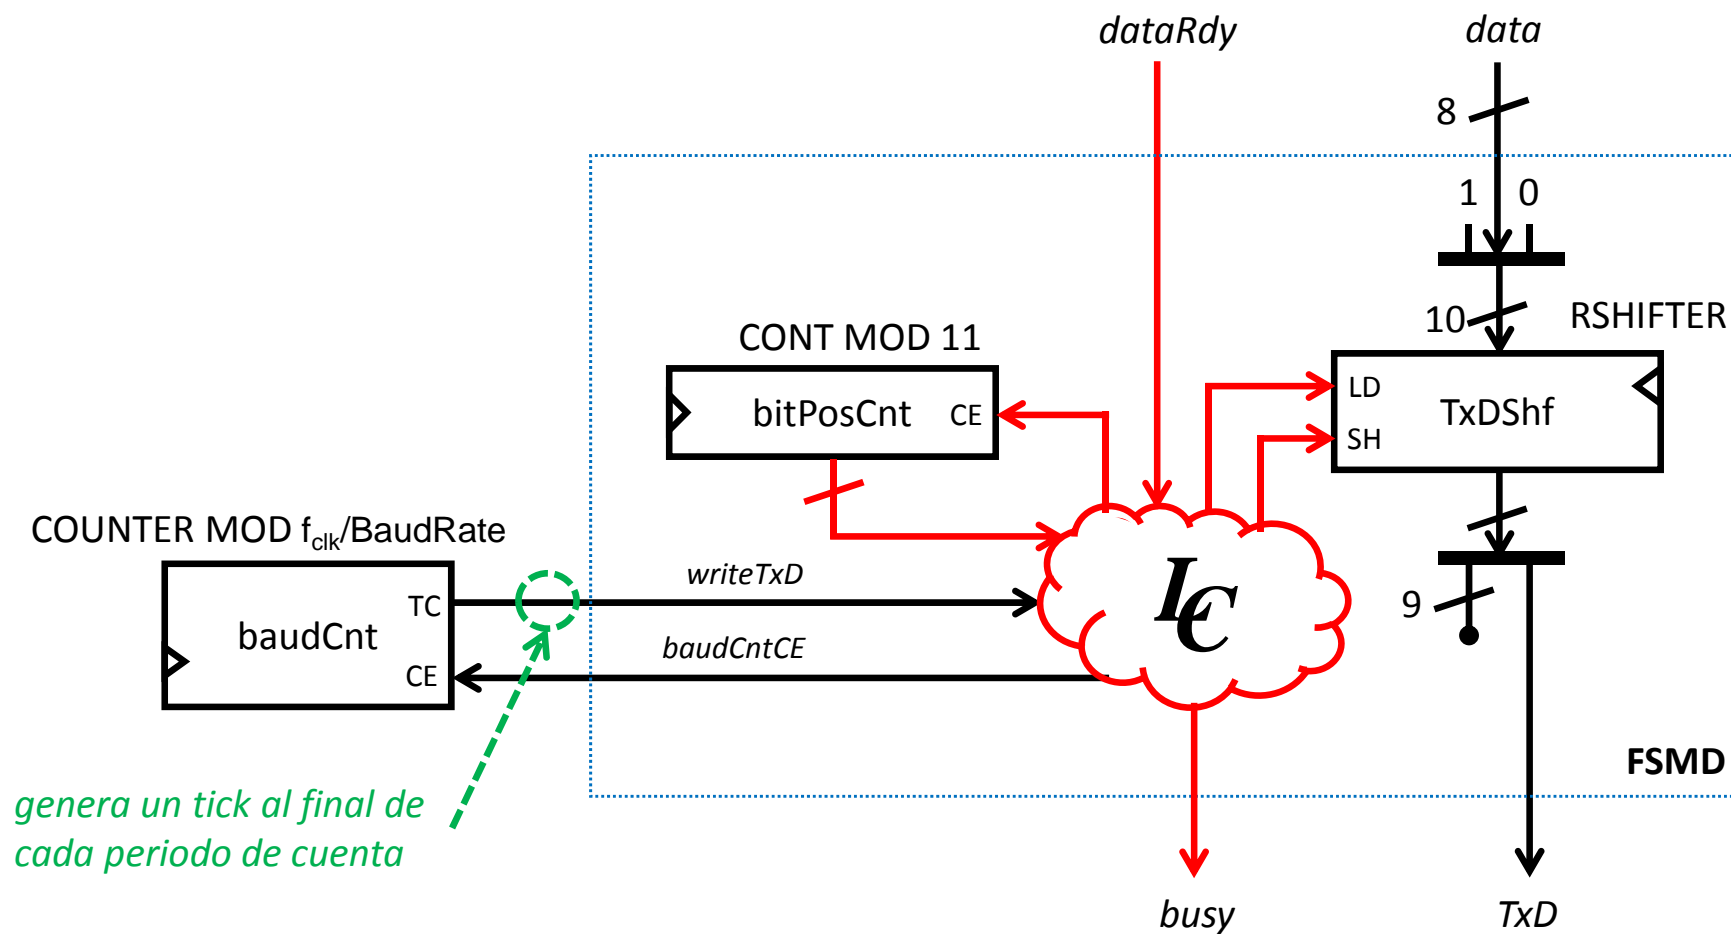 dataRdy
data
8
1
0
10
RSHIFTER
CONT MOD 11
bitPosCnt
CE
LD
SH
TxDShf
COUNTER MOD fclk/BaudRate
baudCnt
TC
CE
writeTxD
baudCntCE
LC
9
FSMD
genera un tick al final de
cada periodo de cuenta
busy
TxD